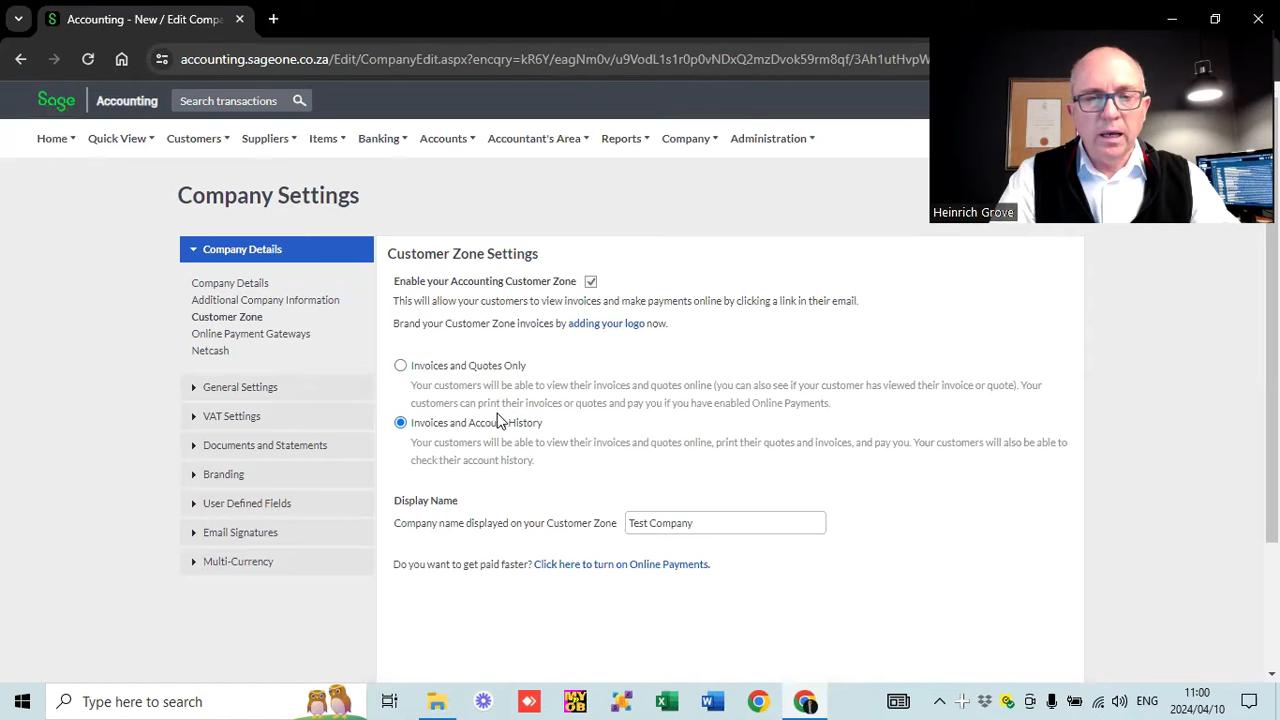 Accounting - New / Edit Comp
accounting.sageone.co.za/Edit/CompanyEdit.aspx?encqry=kR6Y/eagNm0v/u9VodL1s1r0p0vNDxQ2mzDvok59rm8qf/3Ah1utHvpW
Sage
Accounting
Search transactions
Home
Quick View
Customers
Suppliers
Items
Banking
Accounts
Accountant's Area
Reports
Company
Administration
Heinrich Grove
Company Settings
Company Details
Company Details
Additional Company Information
Customer Zone
Online Payment Gateways
Netcash
General Settings
VAT Settings
Documents and Statements
Branding
User Defined Fields
Email Signatures
Multi-Currency
Customer Zone Settings
Enable your Accounting Customer Zone
This will allow your customers to view invoices and make payments online by clicking a link in their email.
Brand your Customer Zone invoices by adding your logo now.
Invoices and Quotes Only
Your customers will be able to view their invoices and quotes online (you can also see if your customer has viewed their invoice or quote). Your
customers can print their invoices or quotes and pay you if you have enabled Online Payments.
Invoices and Account History
Your customers will be able to view their invoices and quotes online, print their quotes and invoices, and pay you. Your customers will also be able to
check their account history.
Display Name
Company name displayed on your Customer Zone
Test Company
Do you want to get paid faster? Click here to turn on Online Payments.
Type here to search
MY
OB
ENG
11:00
2024/04/10